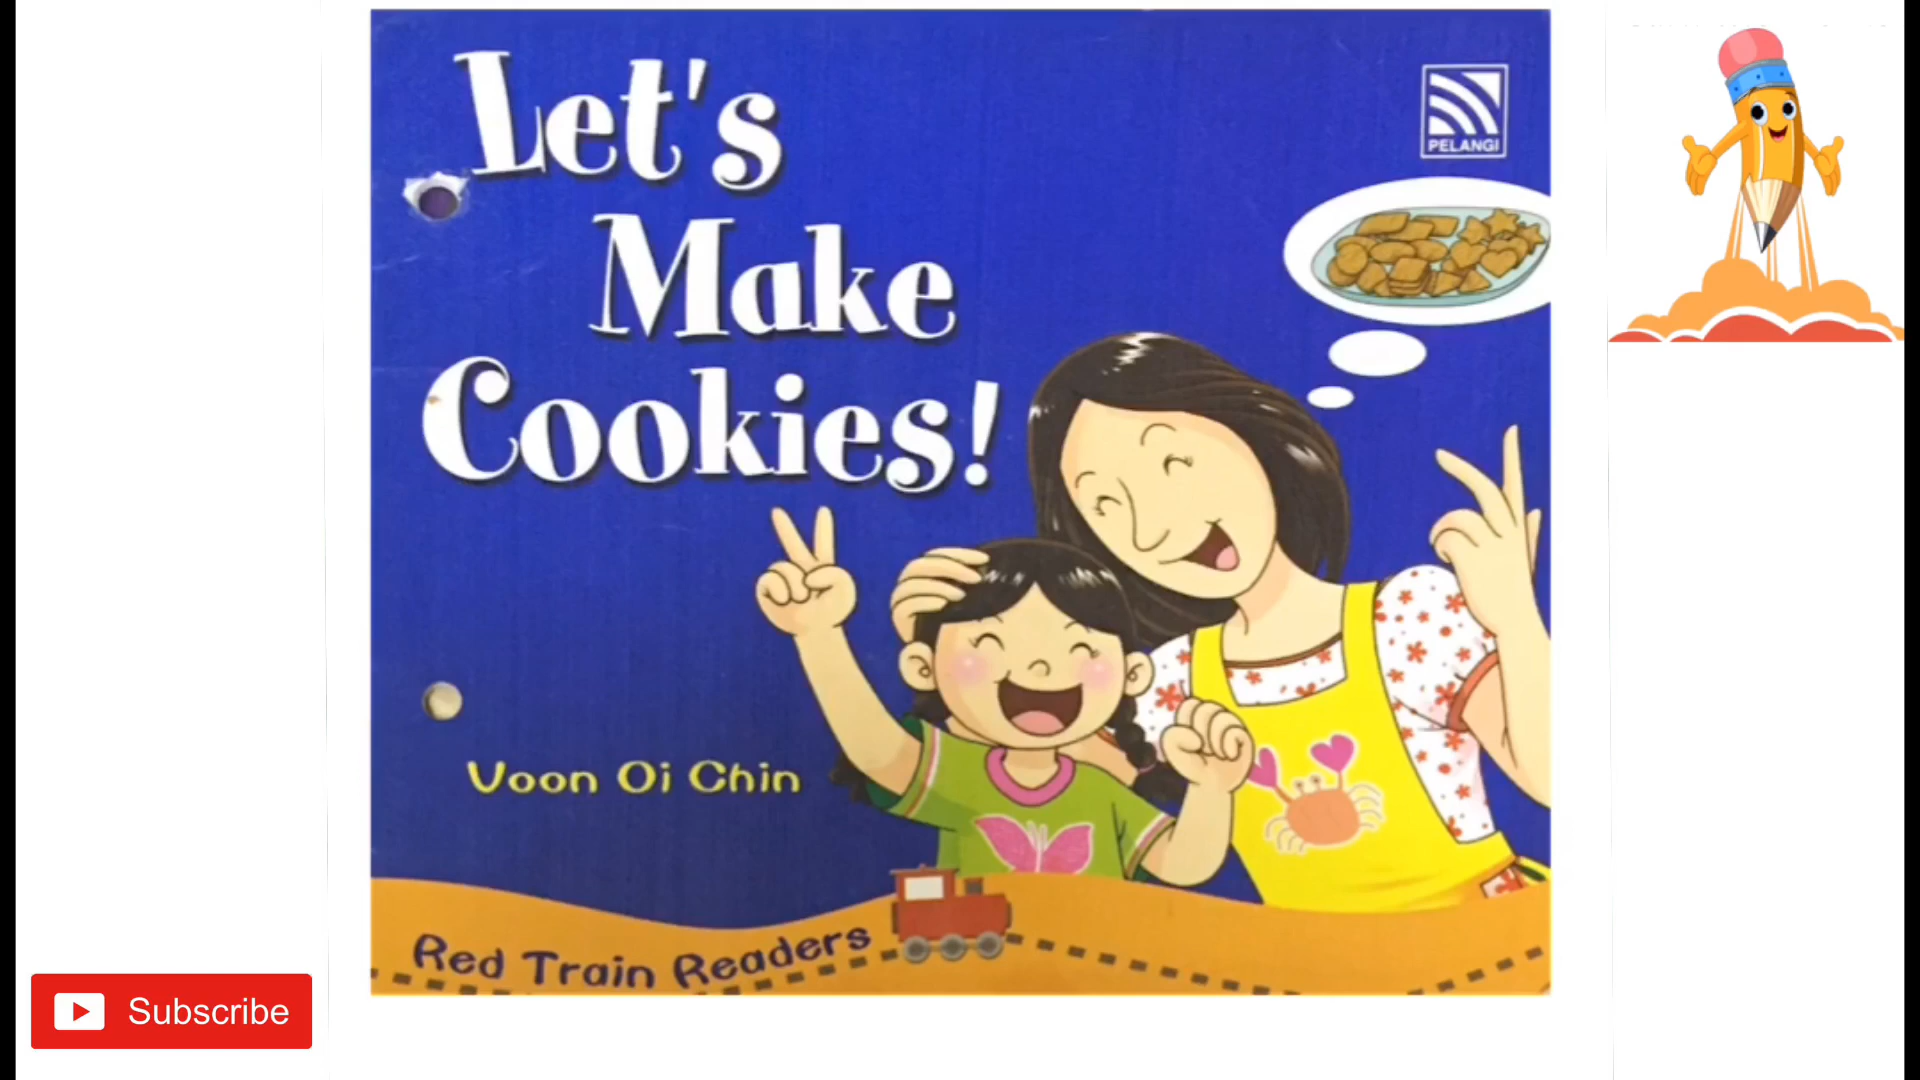 Let's
Make
Cookies!
PELANGI
Voon Oi Chin
Red Train Readers
Subscribe